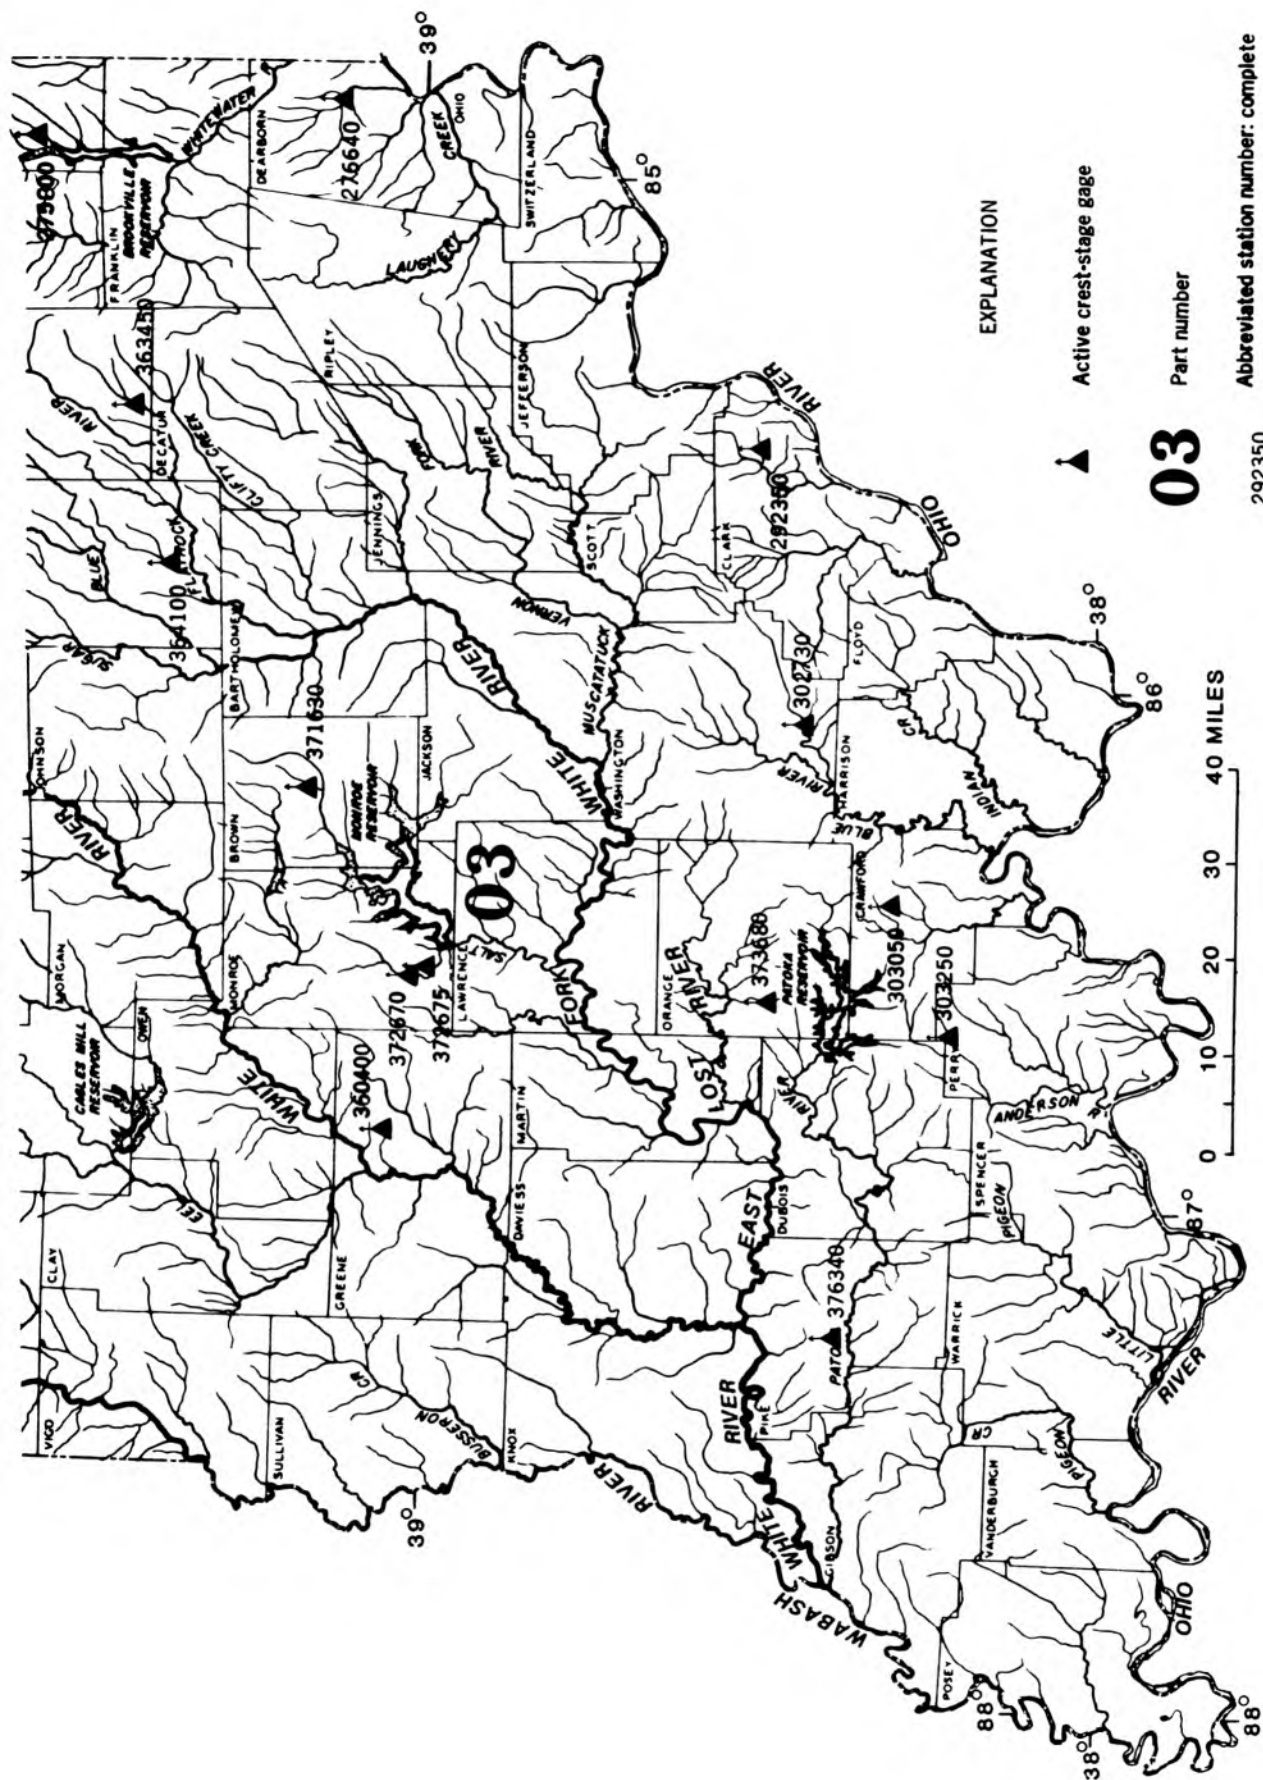 VIGO
CLAY
MORGAN
JOHNSON
CAGLES MILL
RESERVOIR
OWEN
EEL
RIVER
WHITE
SUGAR
BLUE
RIVER
364100
FLATROCK
DECATUR
363450
CLIFTY CREEK
FRANKLIN
BROOKVILLE
RESERVOIR
WHITEWATER
DEARBORN
276640
39°
SULLIVAN
GREENE
MONROE
BROWN
BARTHOLOMEW
371630
MONROE
RESERVOIR
JACKSON
JENNINGS
RIPLEY
LAUGHERY
CREEK
OHIO
SWITZERLAND
39°
BUSSERON
CR
KNOX
DAVIESS
MARTIN
360400
372670
372675
LAWRENCE
SALT
03
FORK
RIVER
WHITE
VERNON
FORK
RIVER
JEFFERSON
SCOTT
MUSCATATUCK
WASHINGTON
85°
RIVER
WHITE
RIVER
PIKE
EAST
DUBOIS
LOST
RIVER
ORANGE
373680
PATOKA
RESERVOIR
RIVER
302730
RIVER
BLUE
CLARK
292350
FLOYD
HARRISON
CRAWFORD
INDIAN
CR
OHIO
RIVER
WABASH
GIBSON
PATOKA
376340
303050
303250
PERRY
ANDERSON
R
SPENCER
PIGEON
WARRICK
LITTLE
CR
PIGEON
VANDERBURGH
POSEY
OHIO
RIVER
88°
38°
88°
87°
86°
38°
0
10
20
30
40 MILES
EXPLANATION
Active crest-stage gage
03
Part number
292350
Abbreviated station number: complete